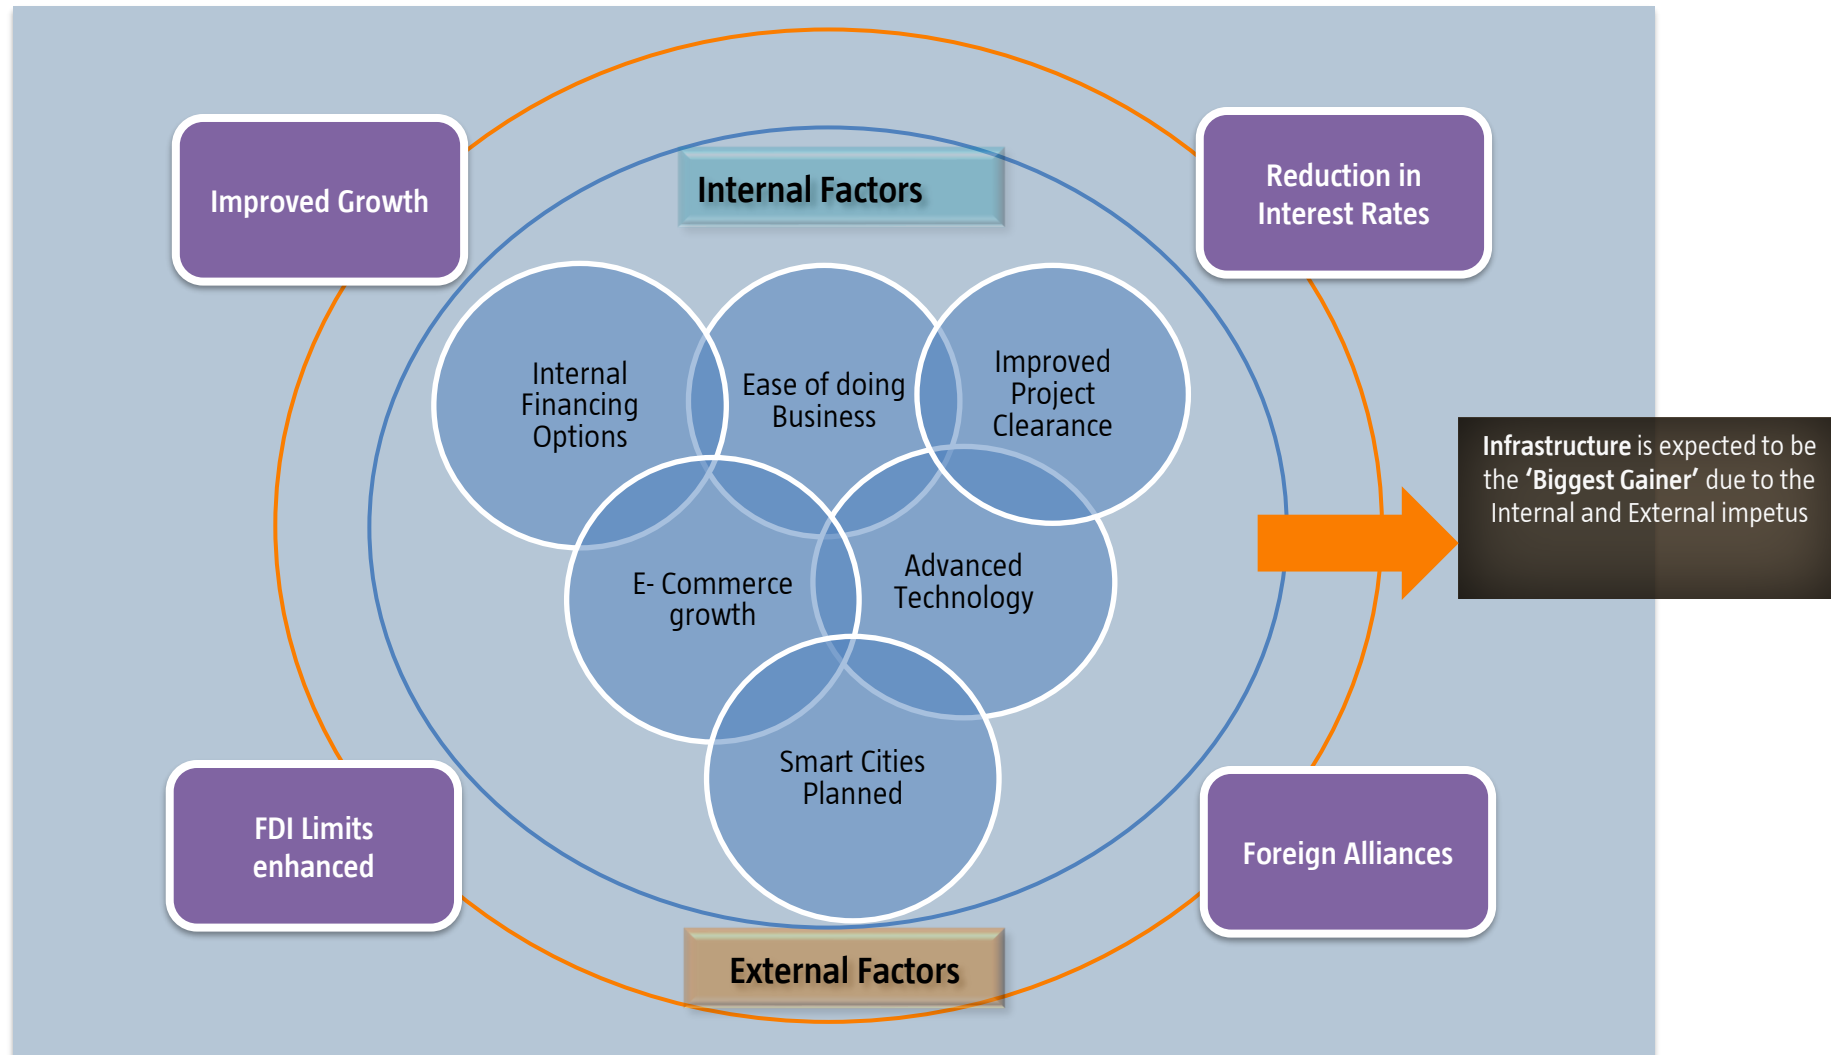 Improved Growth
Internal Factors
Reduction in
Interest Rates
Internal
Financing
Options
Ease of doing
Business
Improved
Project
Clearance
Infrastructure is expected to be
the ‘Biggest Gainer’ due to the
Internal and External impetus
E- Commerce
growth
Advanced
Technology
Smart Cities
Planned
FDI Limits
enhanced
Foreign Alliances
External Factors